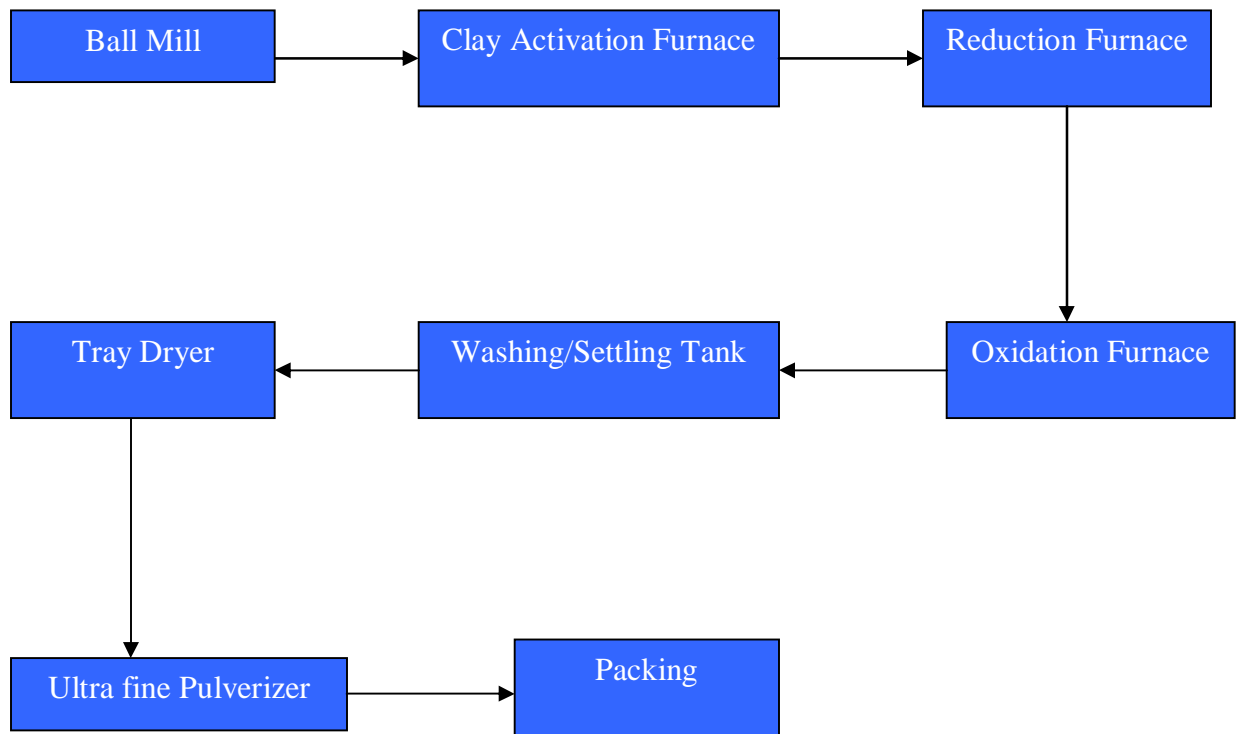 Ball Mill
Clay Activation Furnace
Reduction Furnace
Tray Dryer
Washing/Settling Tank
Oxidation Furnace
Ultra fine Pulverizer
Packing